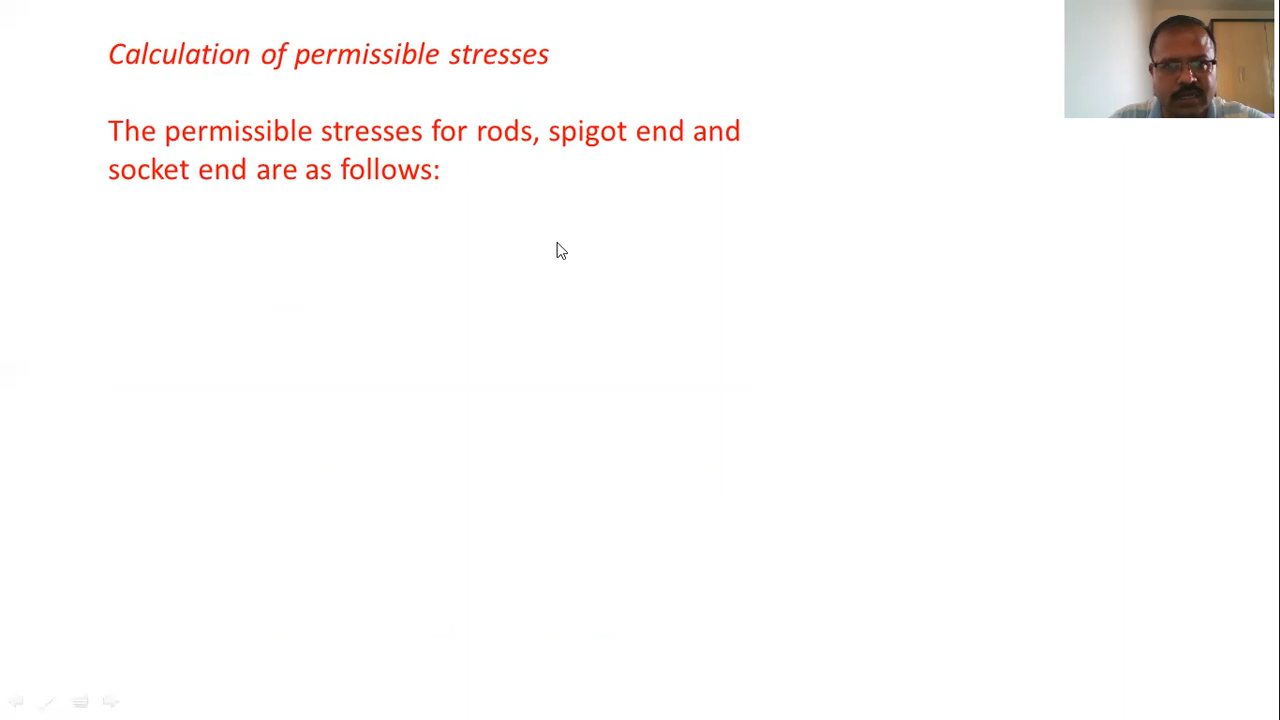 Calculation of permissible stresses
The permissible stresses for rods, spigot end and
socket end are as follows: